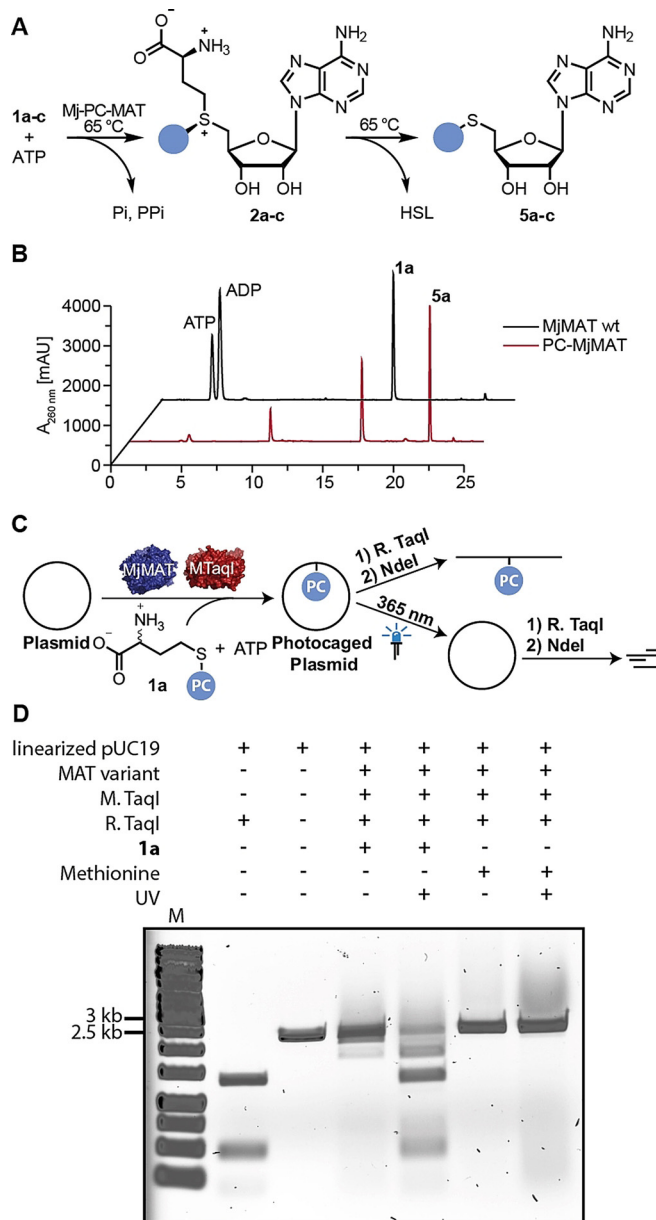 A
O⁻
O
+
NH₃
NH₂
N
N
N
N
1a-c
+
ATP
Mj-PC-MAT
65 °C
Pi, PPi
S
+
O
OH OH
2a-c
65 °C
HSL
NH₂
N
N
N
N
S
O
OH OH
5a-c
B
A260 nm [mAU]
4000
3000
2000
1000
0
0 5 10 15 20 25
ATP
ADP
1a
5a
MjMAT wt
PC-MjMAT
C
Plasmid
MjMAT
MTaqI
+
NH₃
⁻O
O
S
PC
1a
+ ATP
PC
Photocaged
Plasmid
1) R. TaqI
2) NdeI
PC
365 nm
1) R. TaqI
2) NdeI
D
linearized pUC19 + + + + + +
MAT variant - - + + + +
M. TaqI - - + + + +
R. TaqI + - + + + +
1a - - + + - -
Methionine - - - - + +
UV - - - + - +
M
3 kb
2.5 kb